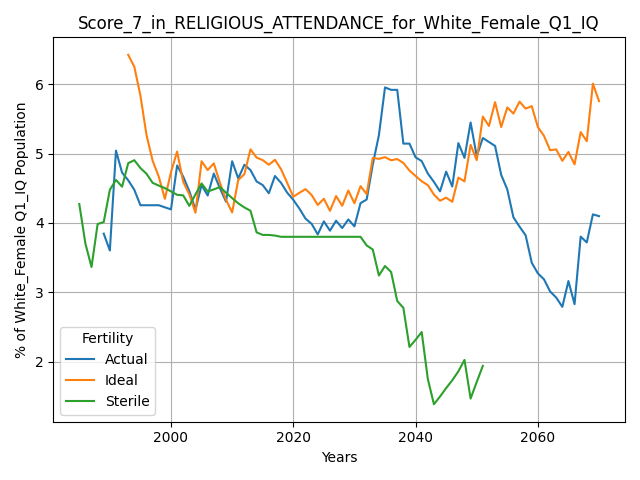 Score_7_in_RELIGIOUS_ATTENDANCE_for_White_Female_Q1_IQ
% of White_Female Q1_IQ Population
6
5
4
3
2
Fertility
Actual
Ideal
Sterile
2000 2020 2040 2060
Years